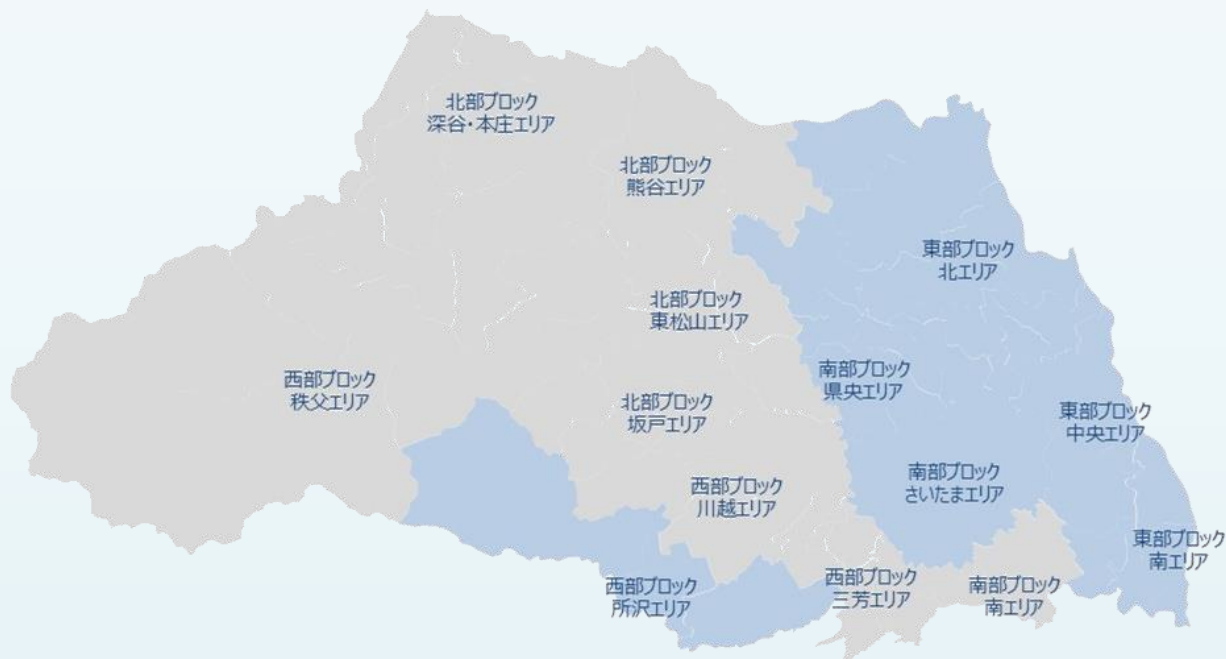 北部ブロック
深谷・本庄エリア
北部ブロック
熊谷エリア
東部ブロック
北エリア
北部ブロック
東松山エリア
西部ブロック
秩父エリア
南部ブロック
県央エリア
北部ブロック
坂戸エリア
東部ブロック
中央エリア
西部ブロック
川越エリア
南部ブロック
さいたまエリア
東部ブロック
南エリア
西部ブロック
所沢エリア
西部ブロック
三芳エリア
南部ブロック
南エリア